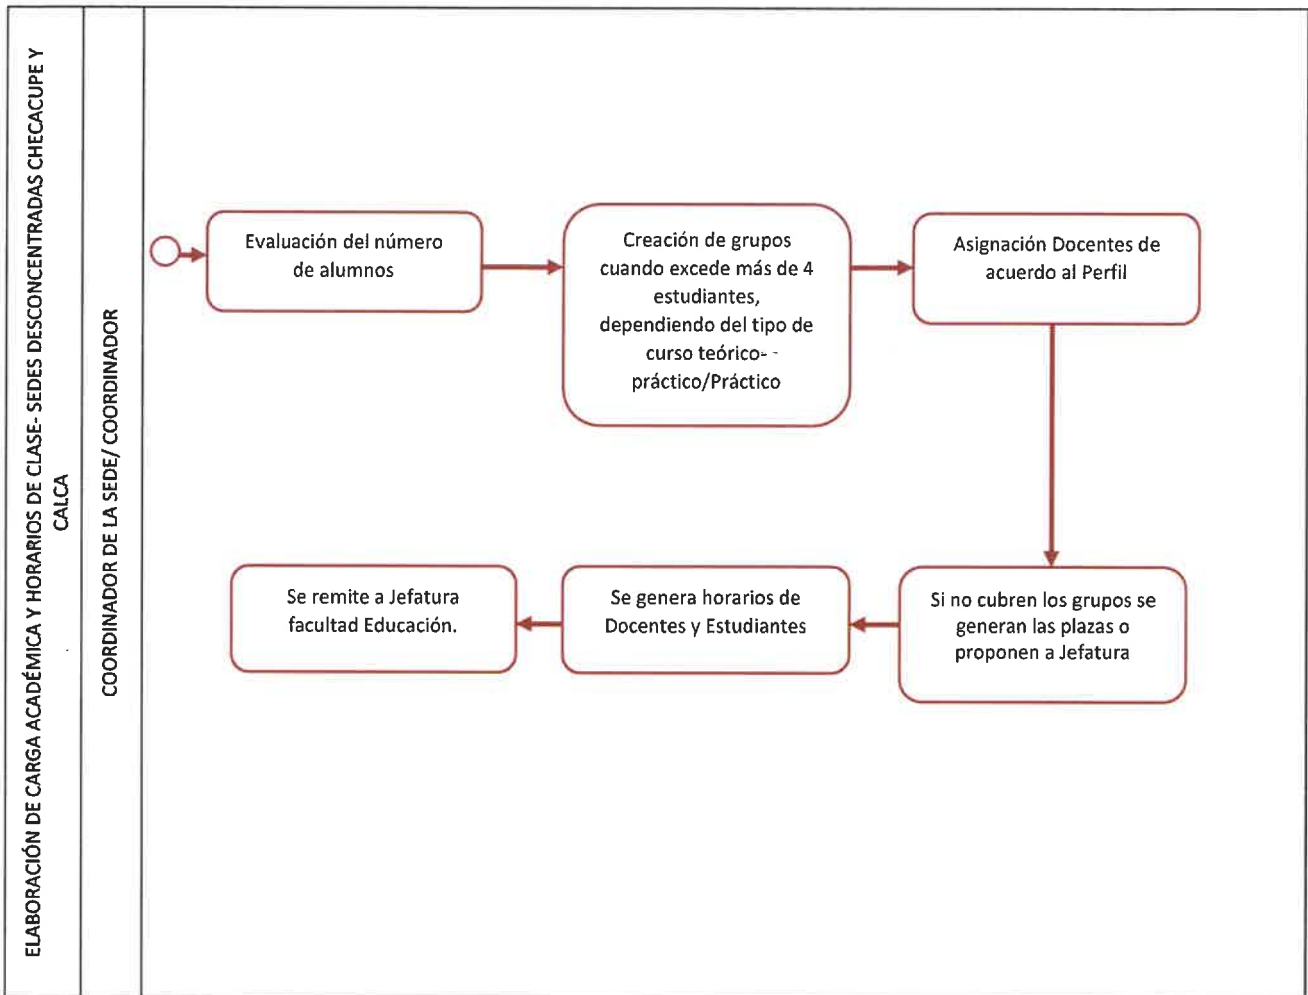 ELABORACIÓN DE CARGA ACADÉMICA Y HORARIOS DE CLASE- SEDES DESCONCENTRADAS CHECACUPE Y
CALCA
COORDINADOR DE LA SEDE/ COORDINADOR
Evaluación del número
de alumnos
Creación de grupos
cuando excede más de 4
estudiantes,
dependiendo del tipo de
curso teórico- -
práctico/Práctico
Asignación Docentes de
acuerdo al Perfil
Si no cubren los grupos se
generan las plazas o
proponen a Jefatura
Se genera horarios de
Docentes y Estudiantes
Se remite a Jefatura
facultad Educación.